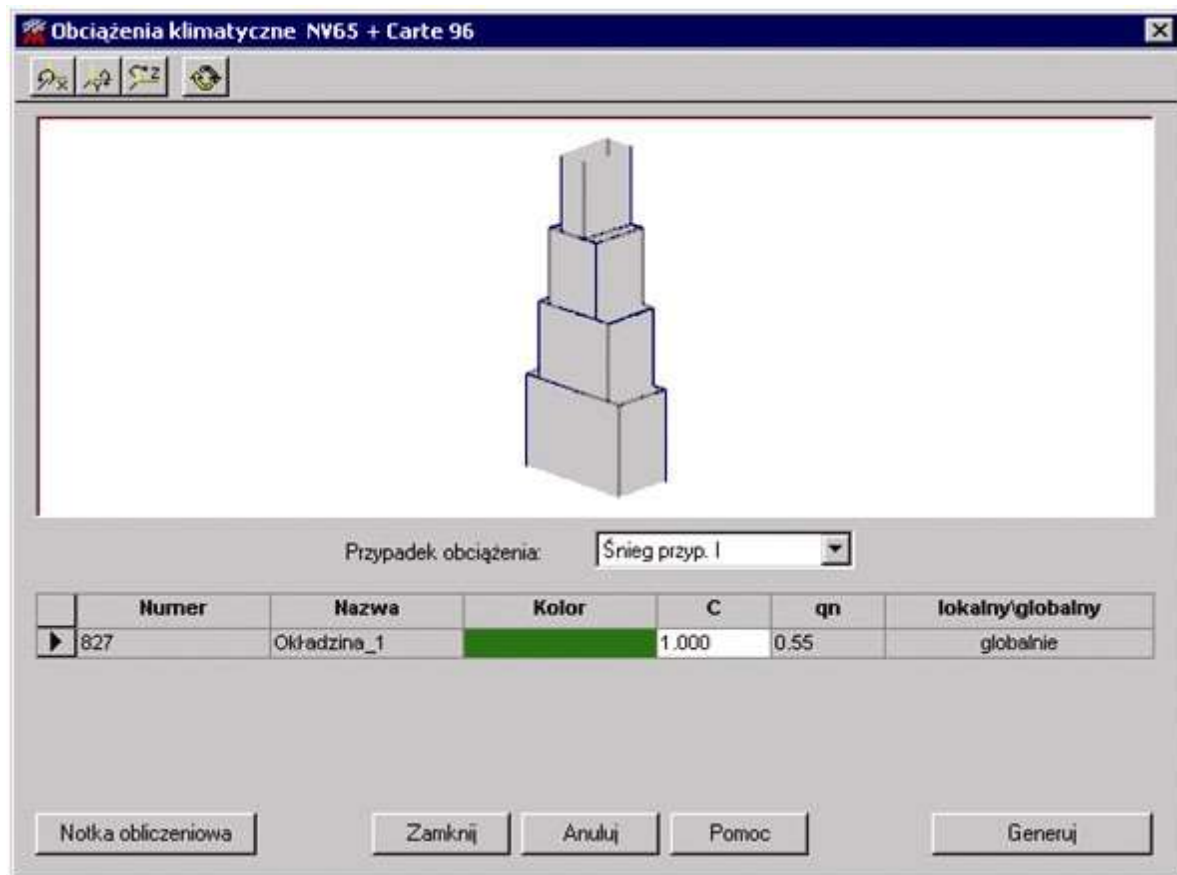 Obciążenia klimatyczne NV65 + Carte 96
Przypadek obciążenia: Śnieg przyp. I
Numer Nazwa Kolor C qn lokalny\globalny
827 Okładzina_1 1.000 0.55 globalnie
Notka obliczeniowa Zamknij Anuluj Pomoc Generuj